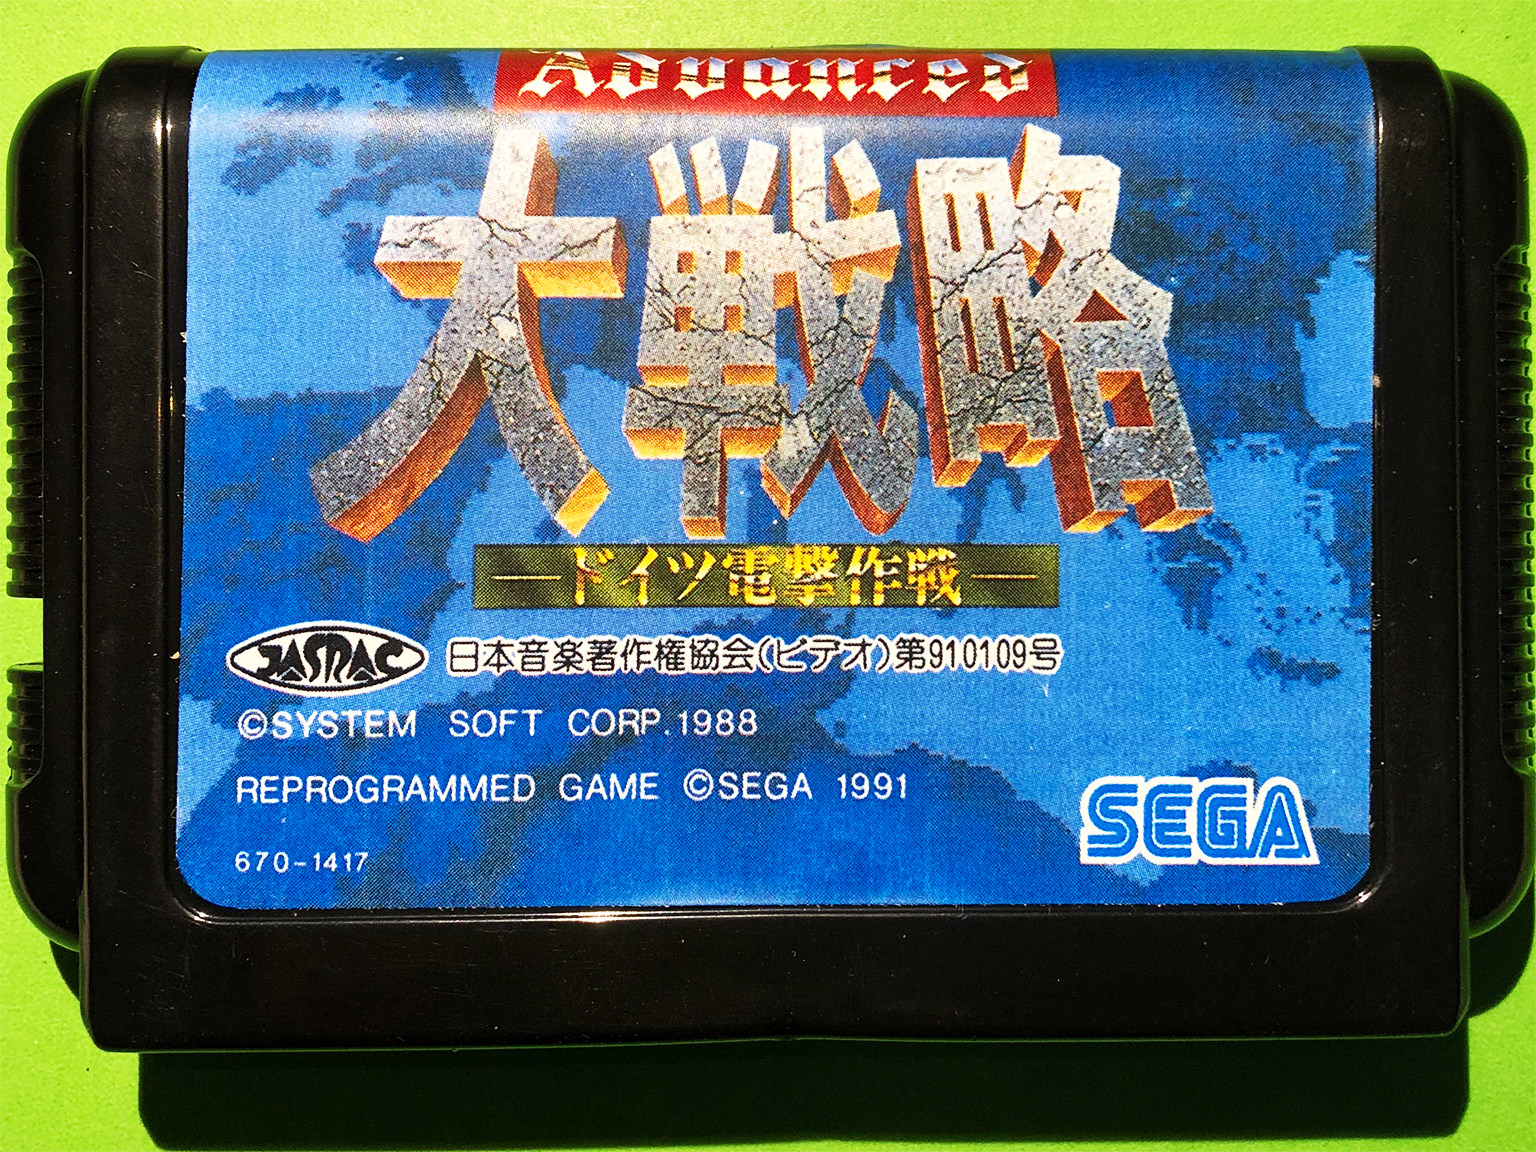 Advanced
大戦略
ードイツ電撃作戦ー
JASRAC 日本音楽著作権協会(ビデオ)第910109号
©SYSTEM SOFT CORP.1988
REPROGRAMMED GAME ©SEGA 1991
670-1417
SEGA